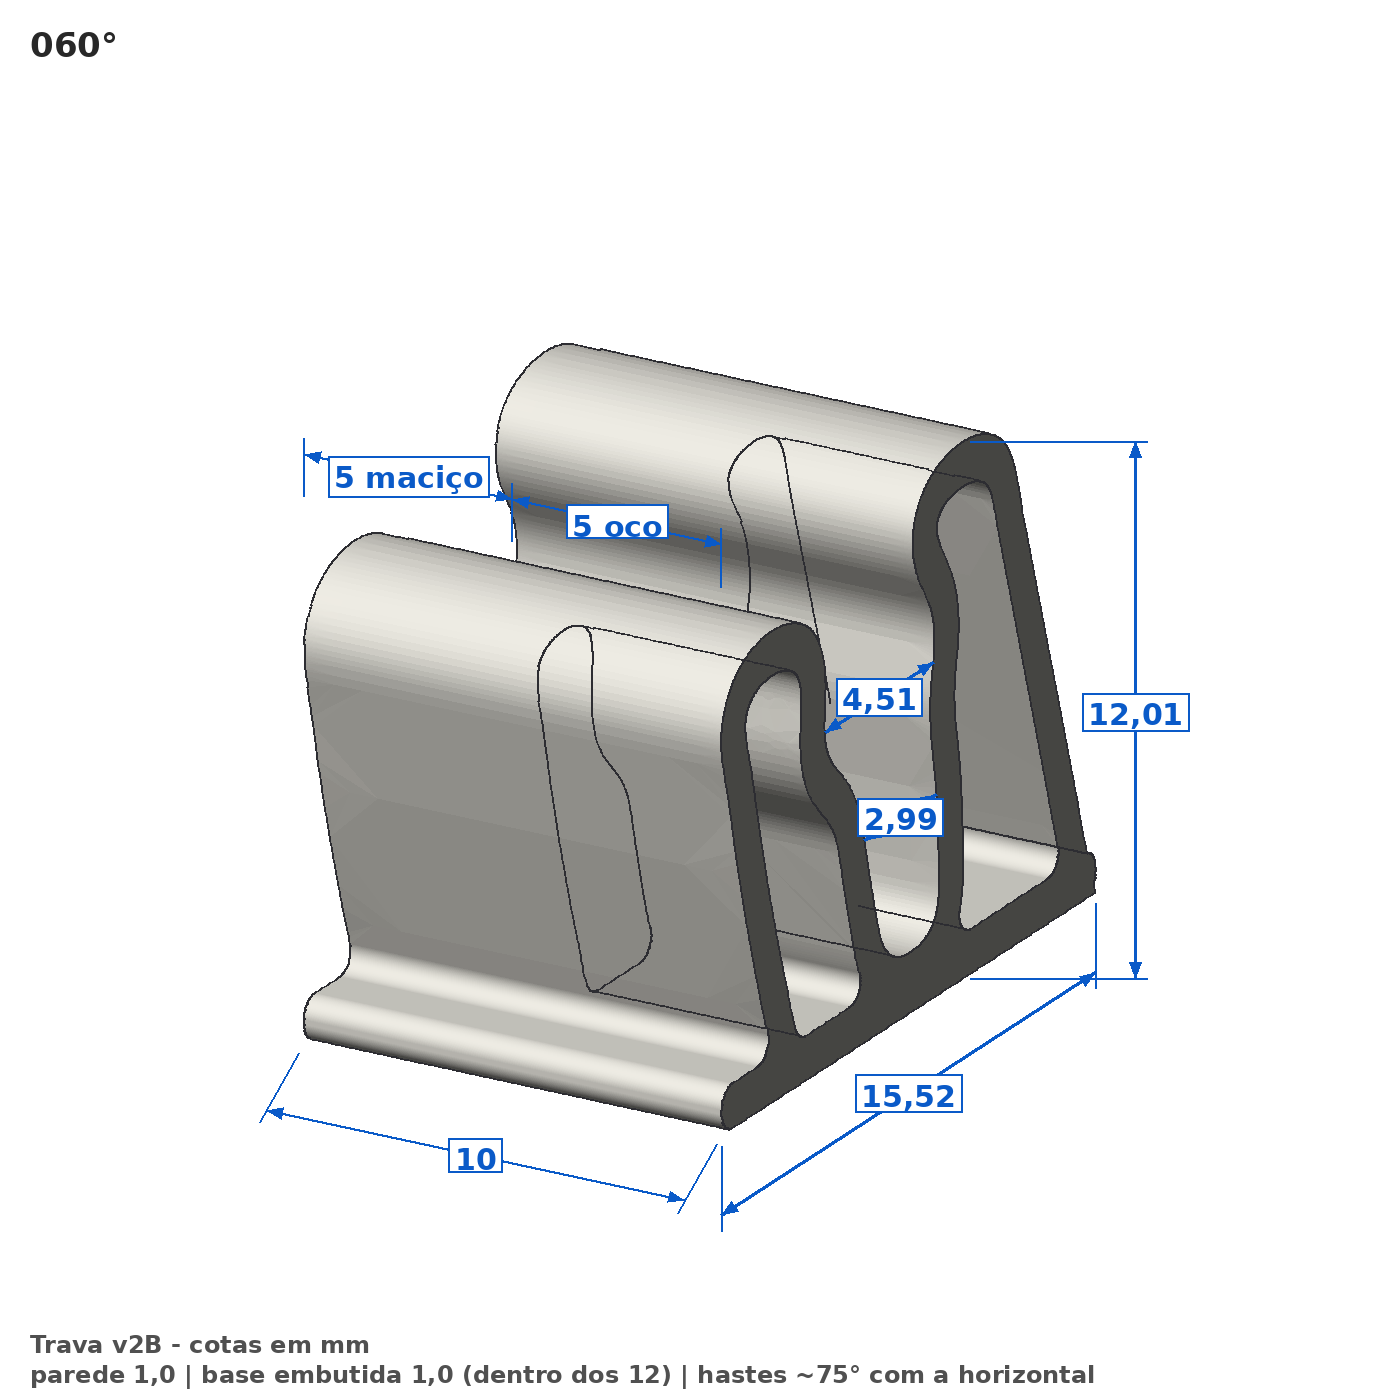 060°
5 maciço
5 oco
4,51
12,01
2,99
15,52
10
Trava v2B - cotas em mm
parede 1,0 | base embutida 1,0 (dentro dos 12) | hastes ~75° com a horizontal